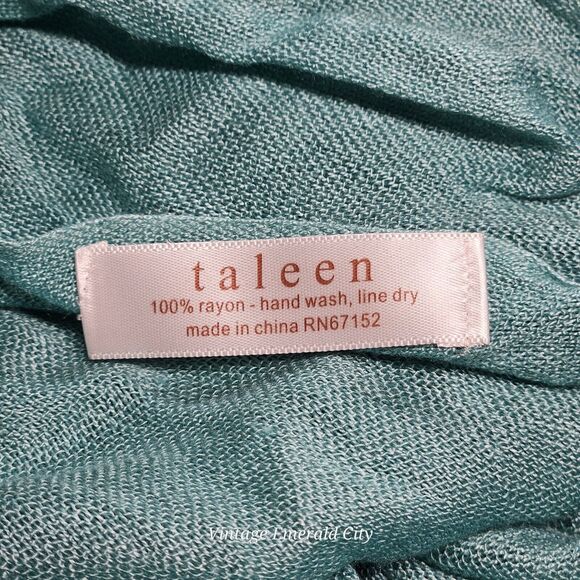 taleen
100% rayon - hand wash, line dry
made in china RN67152
Vintage Emerald City